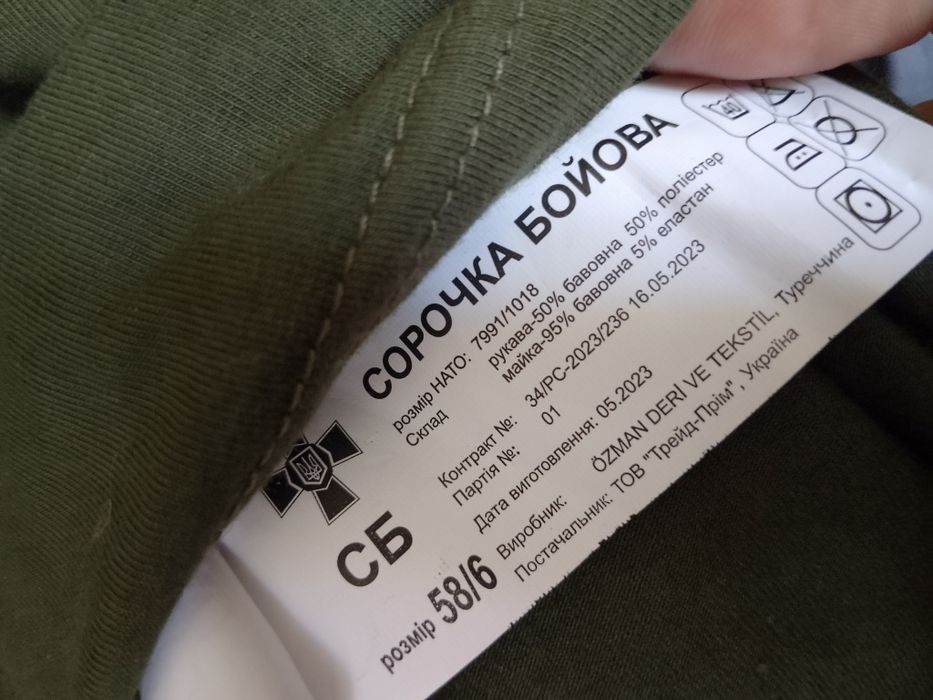 СОРОЧКА БОЙОВА
розмір НАТО: 7991/1018
Склад рукава-50% бавовна 50% поліестер
майка-95% бавовна 5% еластан
Контракт №: 34/РС-2023/236 16.05.2023
Партія №: 01
Дата виготовлення: 05.2023
Виробник: ÖZMAN DERİ VE TEKSTİL, Туреччина
Постачальник: ТОВ "Трейд-Прім", Україна
СБ
розмір 58/6
40